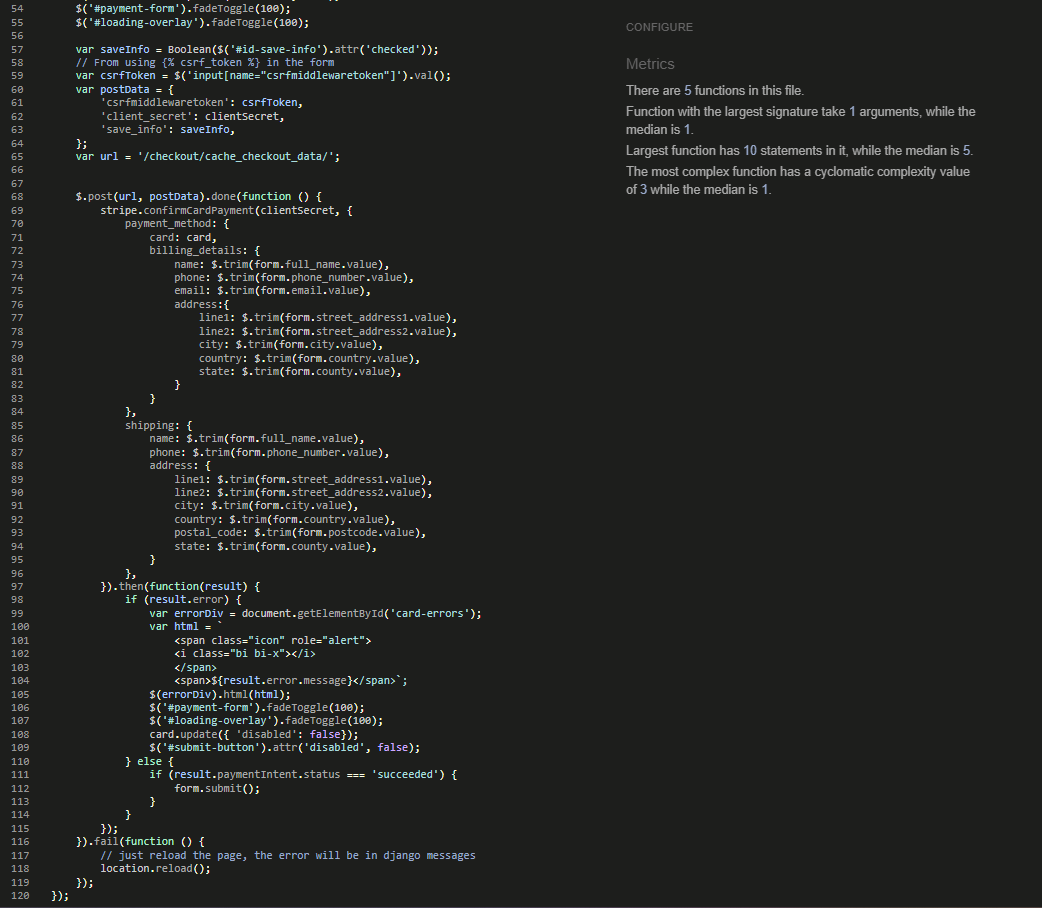 54 $('#payment-form').fadeToggle(100);
55 $('#loading-overlay').fadeToggle(100);
56
57 var saveInfo = Boolean($('#id-save-info').attr('checked'));
58 // From using {% csrf_token %} in the form
59 var csrfToken = $('input[name="csrfmiddlewaretoken"]').val();
60 var postData = {
61 'csrfmiddlewaretoken': csrfToken,
62 'client_secret': clientSecret,
63 'save_info': saveInfo,
64 };
65 var url = '/checkout/cache_checkout_data/';
66
67
68 $.post(url, postData).done(function () {
69 stripe.confirmCardPayment(clientSecret, {
70 payment_method: {
71 card: card,
72 billing_details: {
73 name: $.trim(form.full_name.value),
74 phone: $.trim(form.phone_number.value),
75 email: $.trim(form.email.value),
76 address:{
77 line1: $.trim(form.street_address1.value),
78 line2: $.trim(form.street_address2.value),
79 city: $.trim(form.city.value),
80 country: $.trim(form.country.value),
81 state: $.trim(form.county.value),
82 }
83 }
84 },
85 shipping: {
86 name: $.trim(form.full_name.value),
87 phone: $.trim(form.phone_number.value),
88 address: {
89 line1: $.trim(form.street_address1.value),
90 line2: $.trim(form.street_address2.value),
91 city: $.trim(form.city.value),
92 country: $.trim(form.country.value),
93 postal_code: $.trim(form.postcode.value),
94 state: $.trim(form.county.value),
95 }
96 },
97 }).then(function(result) {
98 if (result.error) {
99 var errorDiv = document.getElementById('card-errors');
100 var html = `
101 <span class="icon" role="alert">
102 <i class="bi bi-x"></i>
103 </span>
104 <span>${result.error.message}</span>`;
105 $(errorDiv).html(html);
106 $('#payment-form').fadeToggle(100);
107 $('#loading-overlay').fadeToggle(100);
108 card.update({ 'disabled': false});
109 $('#submit-button').attr('disabled', false);
110 } else {
111 if (result.paymentIntent.status === 'succeeded') {
112 form.submit();
113 }
114 }
115 });
116 }).fail(function () {
117 // just reload the page, the error will be in django messages
118 location.reload();
119 });
120 });
CONFIGURE
Metrics
There are 5 functions in this file.
Function with the largest signature take 1 arguments, while the
median is 1.
Largest function has 10 statements in it, while the median is 5.
The most complex function has a cyclomatic complexity value
of 3 while the median is 1.